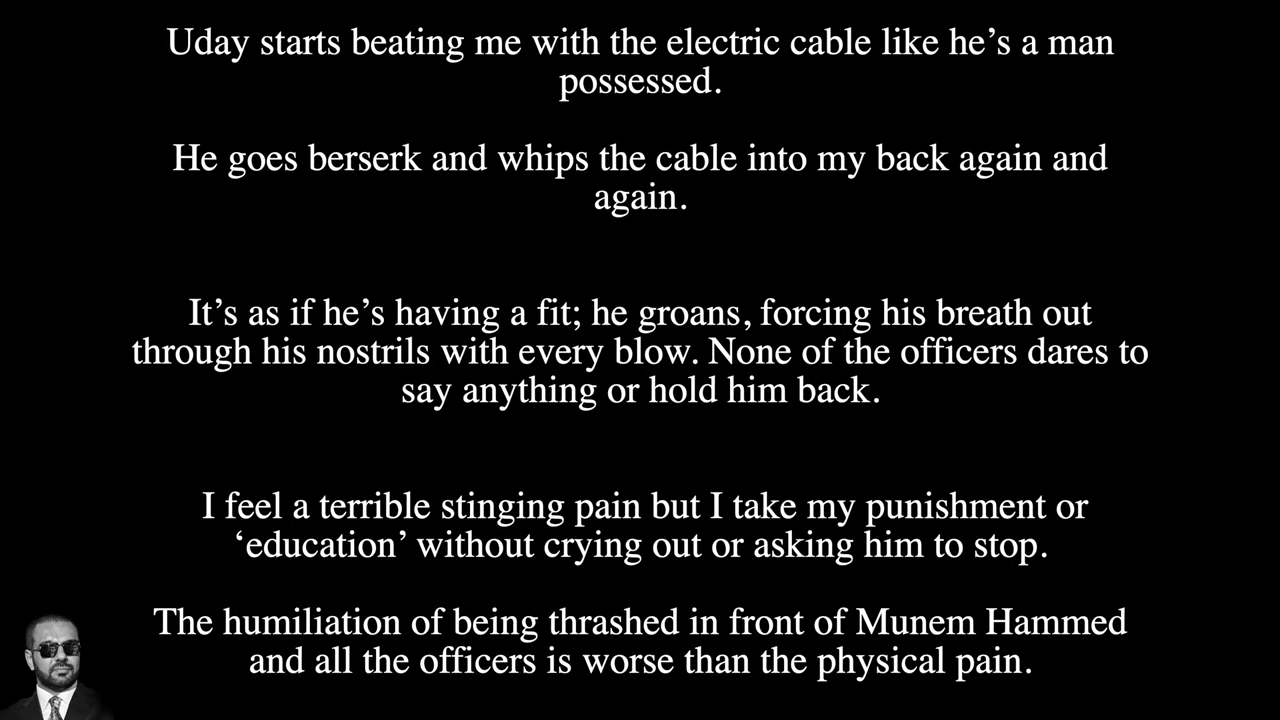 Uday starts beating me with the electric cable like he’s a man
possessed.
He goes berserk and whips the cable into my back again and
again.
It’s as if he’s having a fit; he groans, forcing his breath out
through his nostrils with every blow. None of the officers dares to
say anything or hold him back.
I feel a terrible stinging pain but I take my punishment or
‘education’ without crying out or asking him to stop.
The humiliation of being thrashed in front of Munem Hammed
and all the officers is worse than the physical pain.